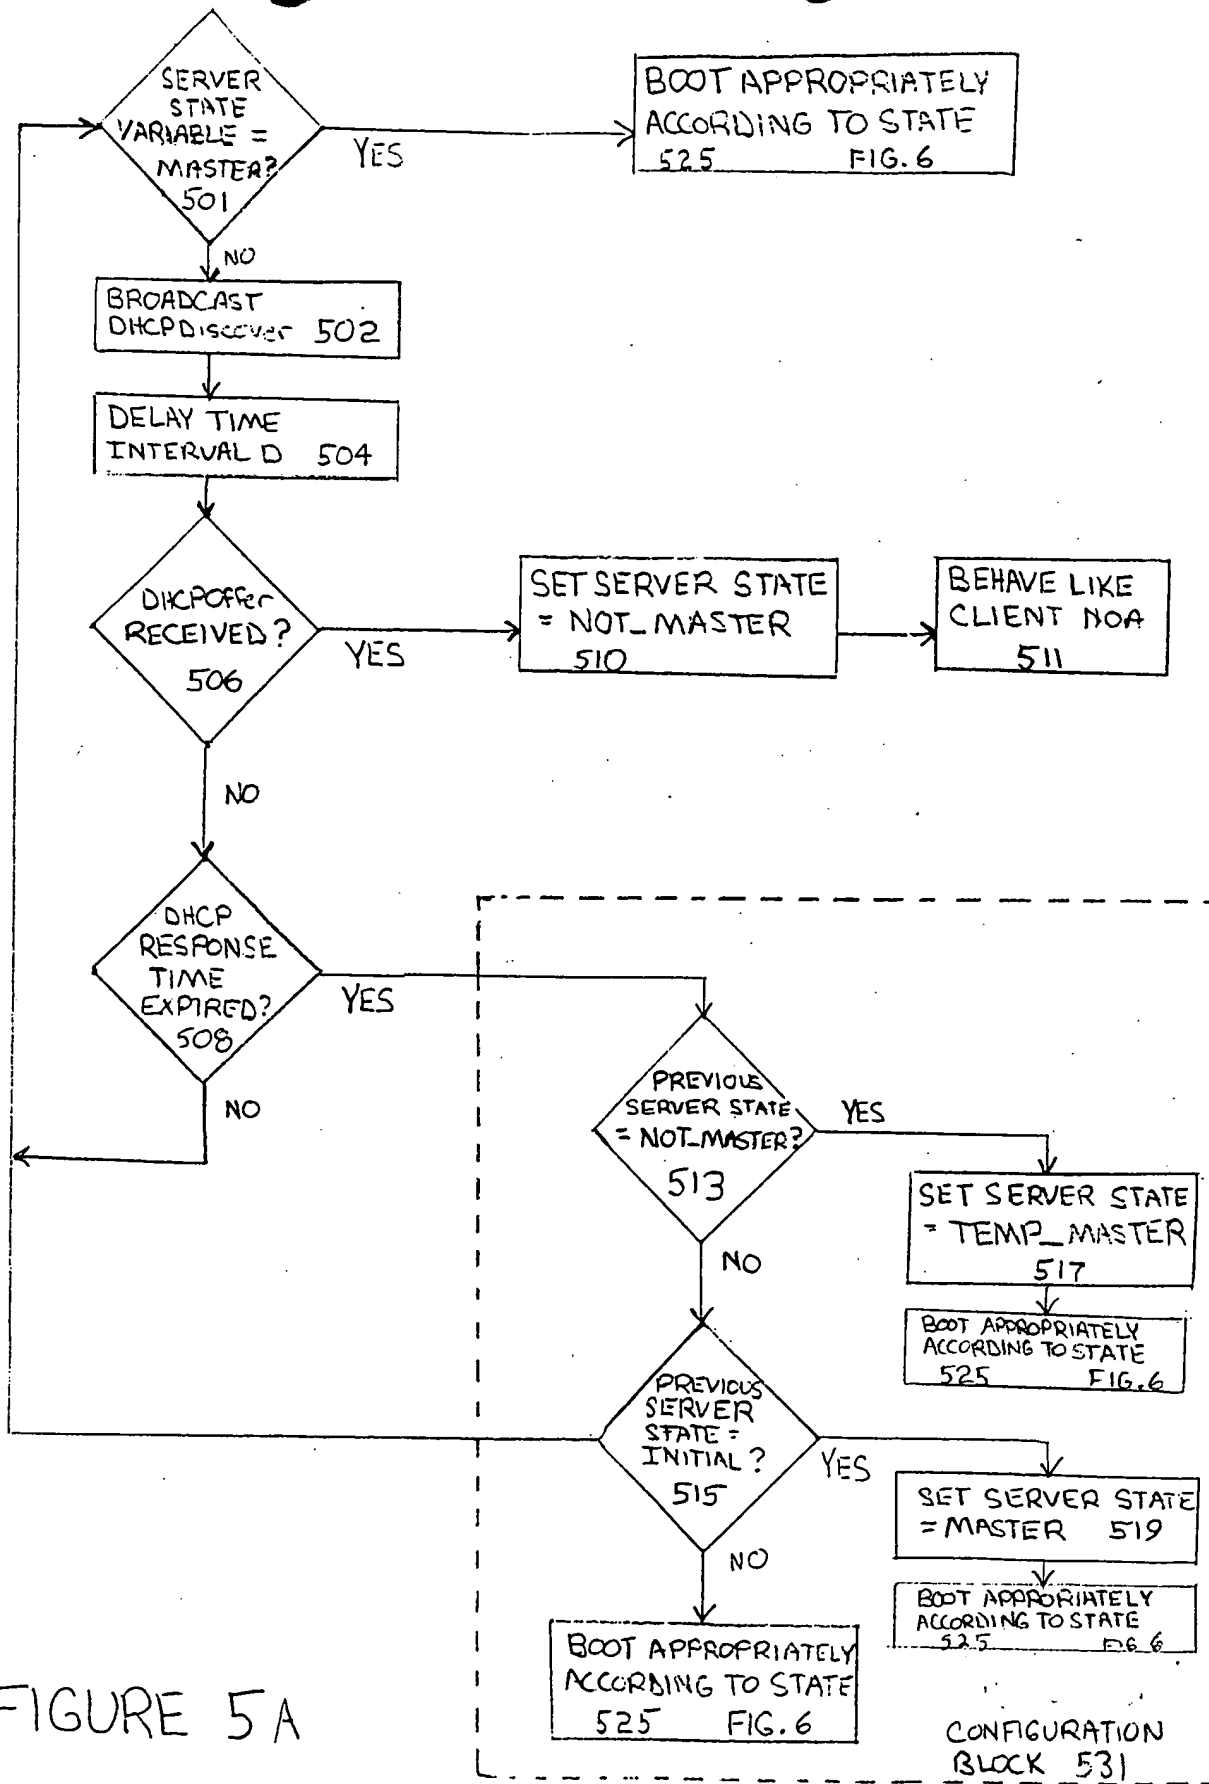 SERVER
STATE
VARIABLE =
MASTER?
501
YES
BOOT APPROPRIATELY
ACCORDING TO STATE
525 FIG. 6
NO
BROADCAST
DHCPDiscover 502
DELAY TIME
INTERVAL D 504
DHCPOffer
RECEIVED?
506
YES
SET SERVER STATE
= NOT_MASTER
510
BEHAVE LIKE
CLIENT NOA
511
NO
DHCP
RESPONSE
TIME
EXPIRED?
508
YES
NO
PREVIOUS
SERVER STATE
= NOT_MASTER?
513
YES
SET SERVER STATE
= TEMP_MASTER
517
BOOT APPROPRIATELY
ACCORDING TO STATE
525 FIG. 6
NO
PREVIOUS
SERVER
STATE =
INITIAL?
515
YES
SET SERVER STATE
= MASTER 519
BOOT APPRORIATELY
ACCORDING TO STATE
525 FIG 6
NO
BOOT APPROPRIATELY
ACCORDING TO STATE
525 FIG. 6
CONFIGURATION
BLOCK 531
FIGURE 5A